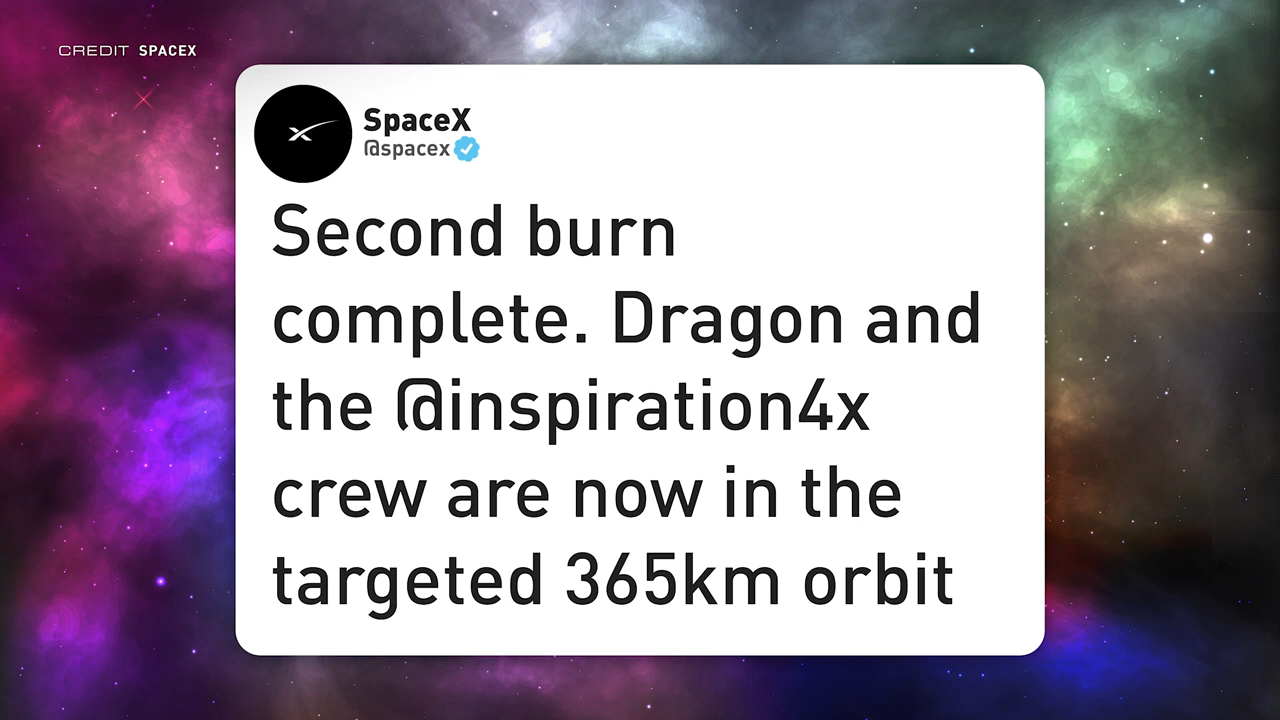 CREDIT SPACEX
SpaceX
@spacex
Second burn
complete. Dragon and
the @inspiration4x
crew are now in the
targeted 365km orbit